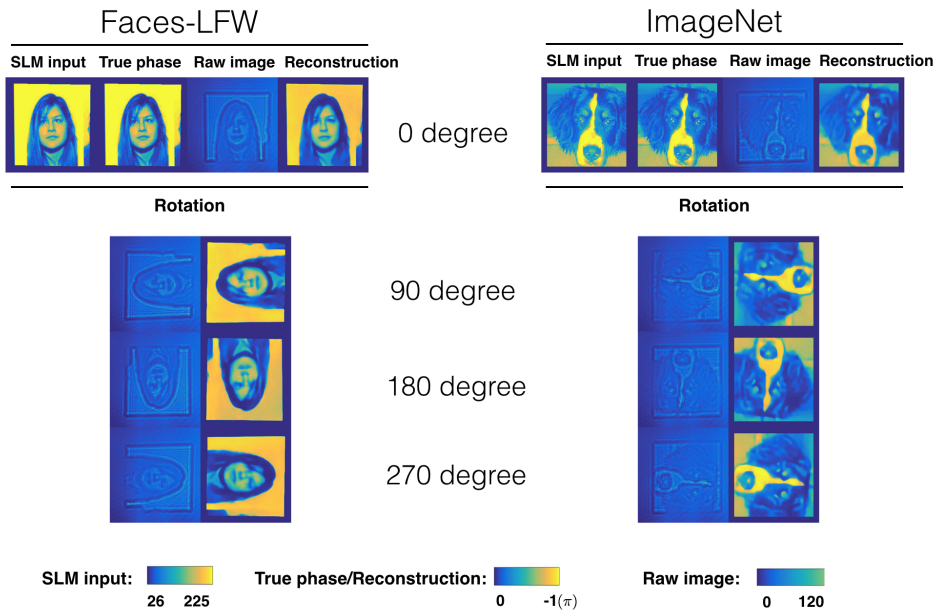 Faces-LFW
ImageNet
SLM input True phase Raw image Reconstruction
SLM input True phase Raw image Reconstruction
0 degree
Rotation
Rotation
90 degree
180 degree
270 degree
SLM input:
26 225
True phase/Reconstruction:
0 -1(π)
Raw image:
0 120